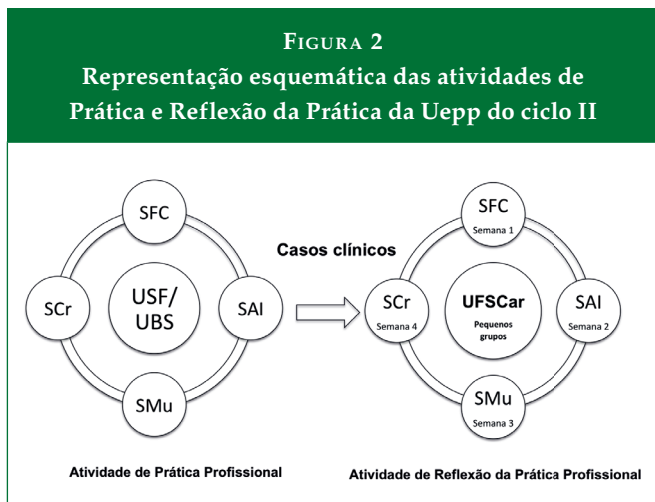 FIGURA 2
Representação esquemática das atividades de
Prática e Reflexão da Prática da Uepp do ciclo II
SFC
SCr
USF/
UBS
SAI
SMu
Atividade de Prática Profissional
Casos clínicos
SFC
Semana 1
SCr
Semana 4
UFSCar
Pequenos
grupos
SAI
Semana 2
SMu
Semana 3
Atividade de Reflexão da Prática Profissional